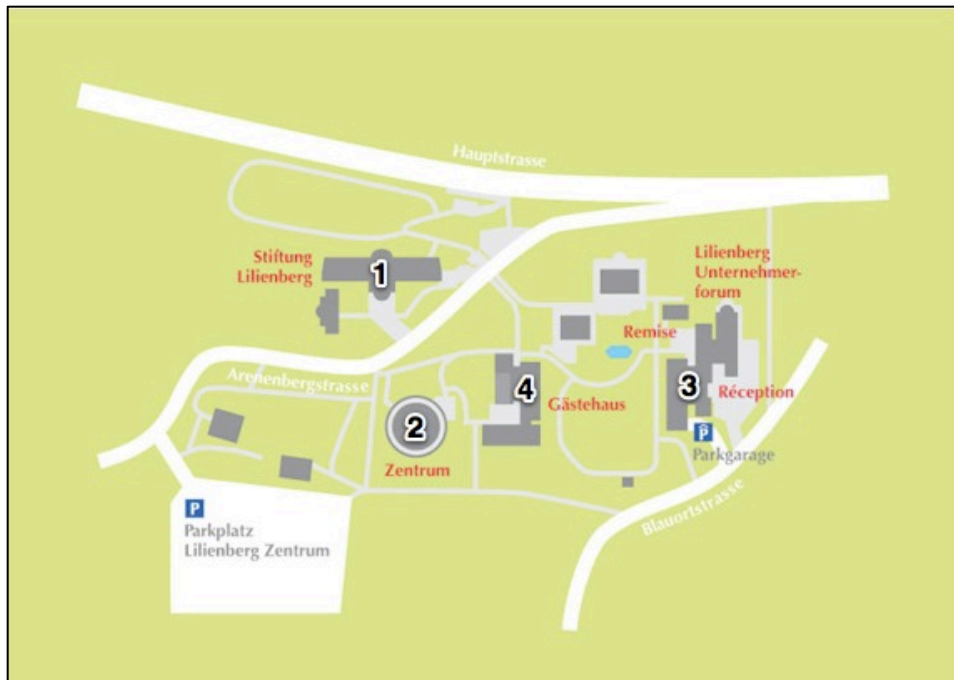 Hauptstrasse
Stiftung
Lilienberg
1
Lilienberg
Unternehmer-
forum
Remise
Arenenbergstrasse
4
3
Gästehaus
Réception
2
Zentrum
P
Parkgarage
P
Parkplatz
Lilienberg Zentrum
Blauortstrasse